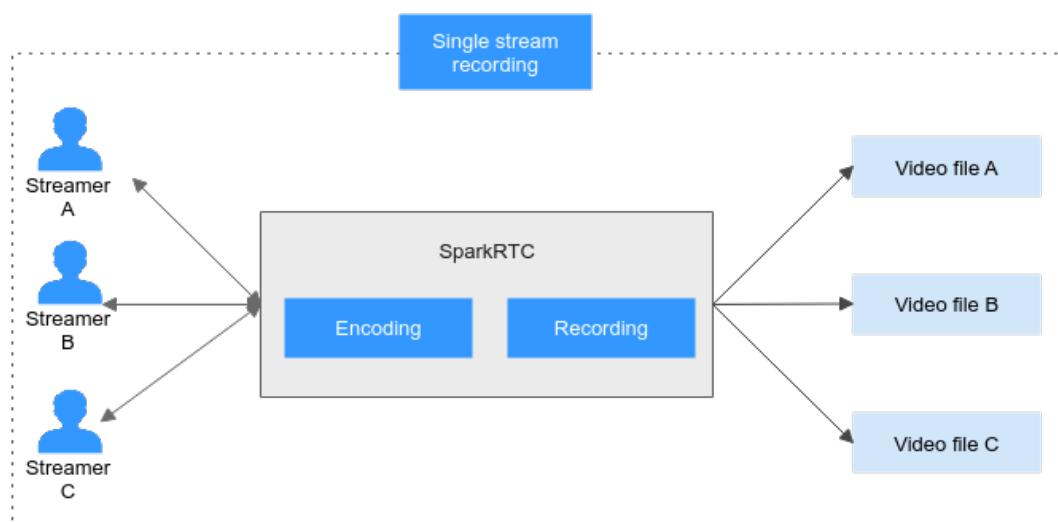 Single stream
recording
Streamer
A
Streamer
B
Streamer
C
SparkRTC
Encoding
Recording
Video file A
Video file B
Video file C